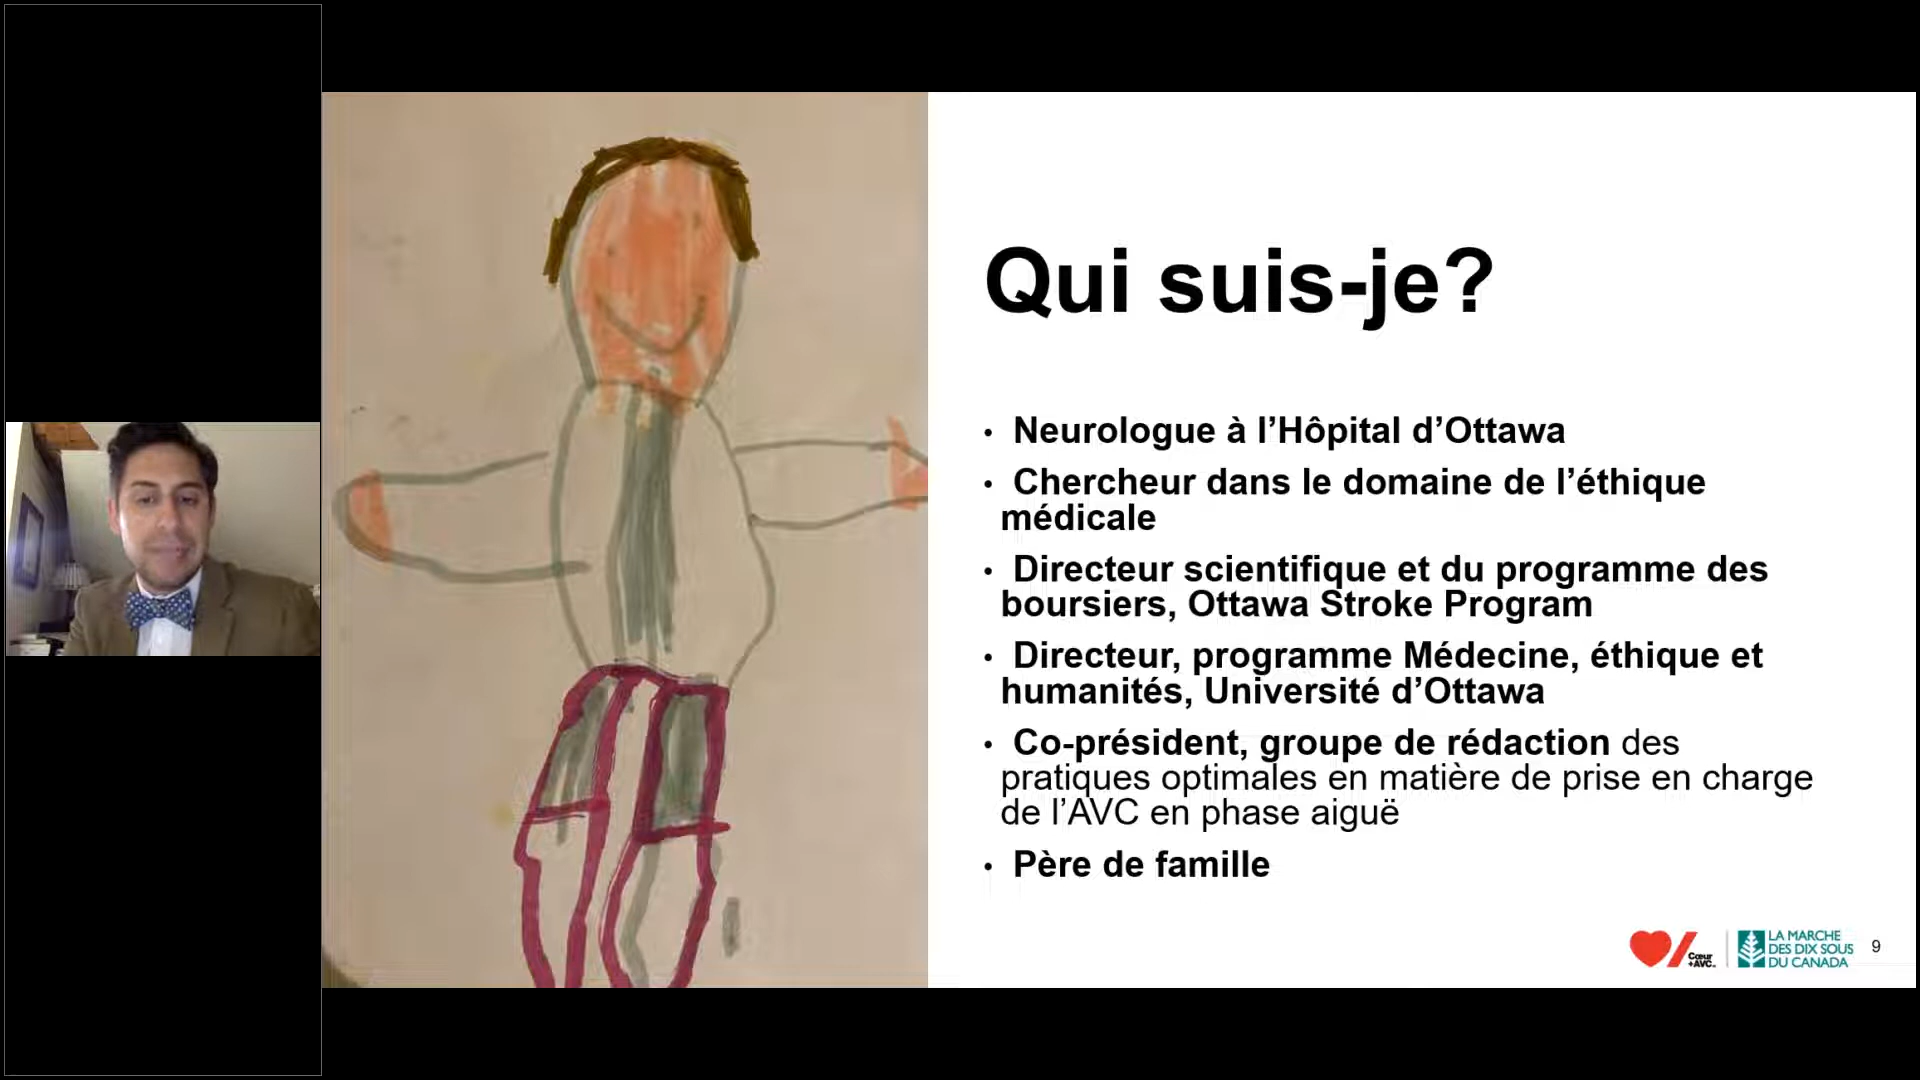 Qui suis-je?
• Neurologue à l’Hôpital d’Ottawa
• Chercheur dans le domaine de l’éthique
médicale
• Directeur scientifique et du programme des
boursiers, Ottawa Stroke Program
• Directeur, programme Médecine, éthique et
humanités, Université d’Ottawa
• Co-président, groupe de rédaction des
pratiques optimales en matière de prise en charge
de l’AVC en phase aiguë
• Père de famille
Cœur
+AVC™
LA MARCHE
DES DIX SOUS
DU CANADA
9